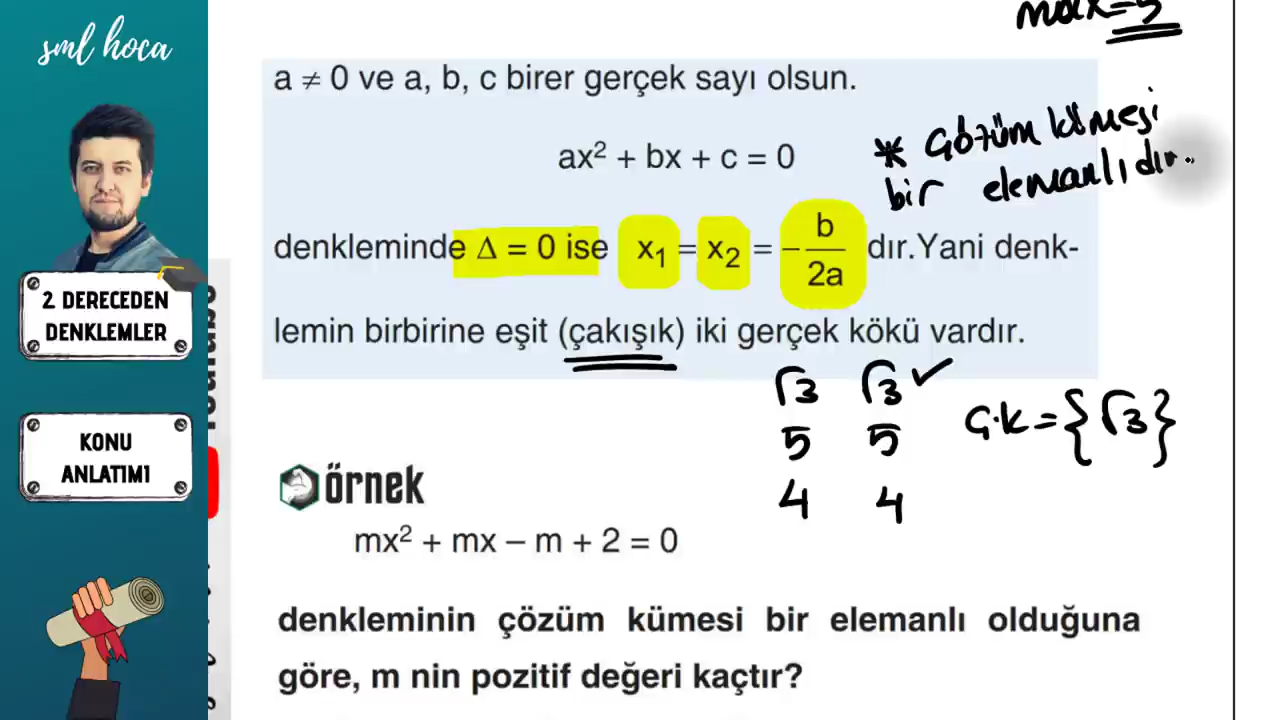 sml hoca
max=5
a ≠ 0 ve a, b, c birer gerçek sayı olsun.
ax² + bx + c = 0
* Çözüm kümesi
bir elemanlıdır.
denkleminde Δ = 0 ise x₁ = x₂ = - b/2a dır.Yani denk-
lemin birbirine eşit (çakışık) iki gerçek kökü vardır.
√3 √3 ✓
5 5
4 4
Ç.K = {√3}
2. DERECEDEN
DENKLEMLER
KONU
ANLATIMI
örnek
mx² + mx – m + 2 = 0
denkleminin çözüm kümesi bir elemanlı olduğuna
göre, m nin pozitif değeri kaçtır?